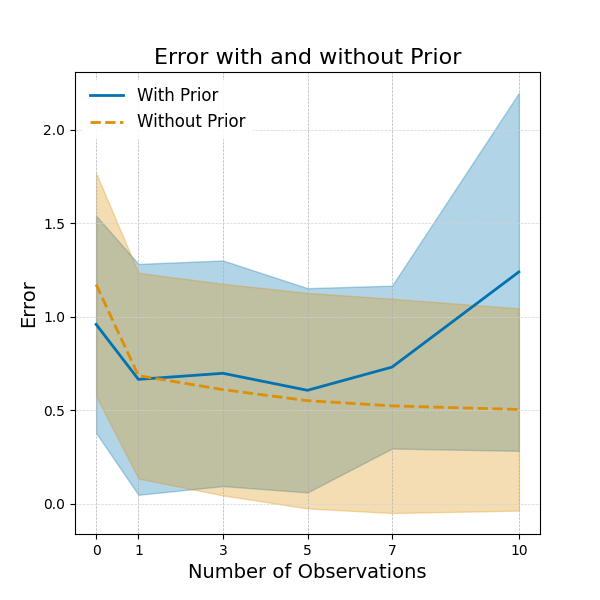 Error with and without Prior
With Prior
Without Prior
2.0
1.5
1.0
0.5
0.0
Error
0 1 3 5 7 10
Number of Observations